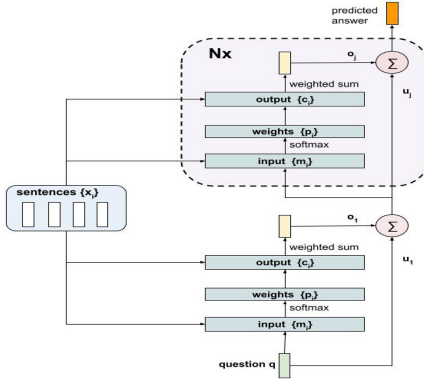 predicted
answer
Nx
o_j
Σ
weighted sum
output {c_i}
u_j
weights {p_i}
softmax
input {m_i}
sentences {x_i}
o_1
Σ
weighted sum
output {c_i}
u_1
weights {p_i}
softmax
input {m_i}
question q